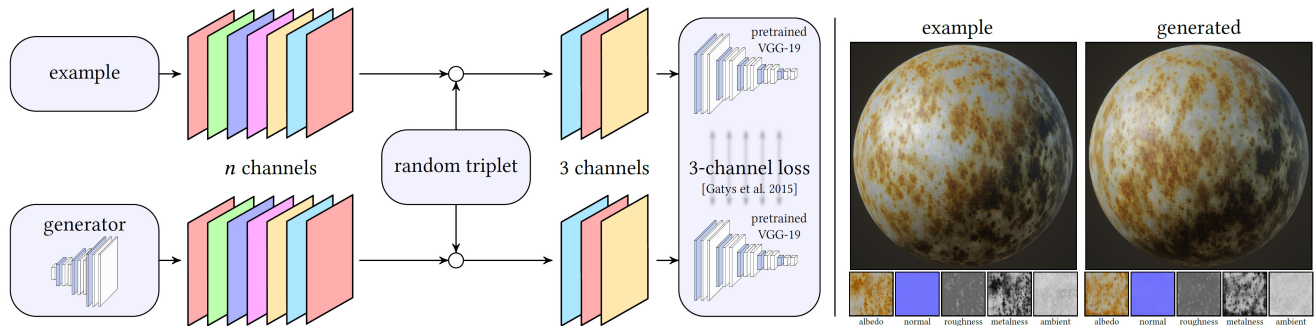 example
n channels
generator
random triplet
3 channels
pretrained
VGG-19
3-channel loss
[Gatys et al. 2015]
pretrained
VGG-19
example
generated
albedo normal roughness metalness ambient
albedo normal roughness metalness ambient